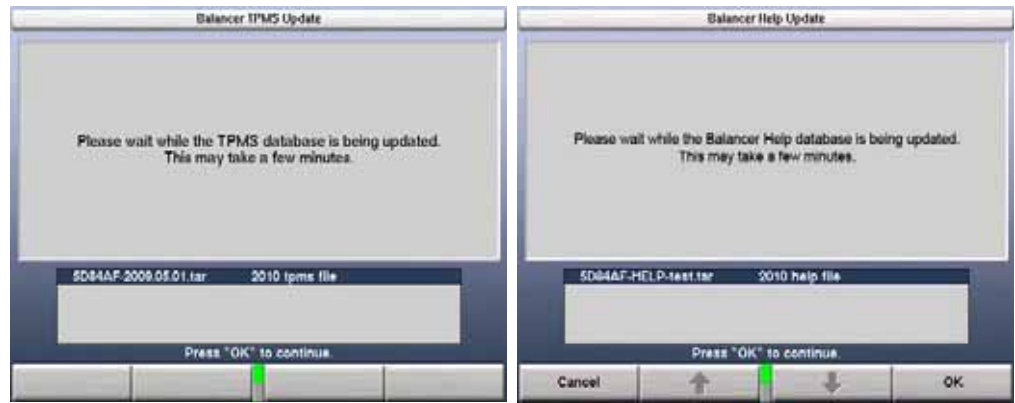 Balancer TPMS Update
Please wait while the TPMS database is being updated.
This may take a few minutes.
5D84AF-2009.05.01.tar 2010 tpms file
Press "OK" to continue.
Balancer Help Update
Please wait while the Balancer Help database is being updated.
This may take a few minutes.
5D84AF-HELP-test.tar 2010 help file
Press "OK" to continue.
Cancel
OK